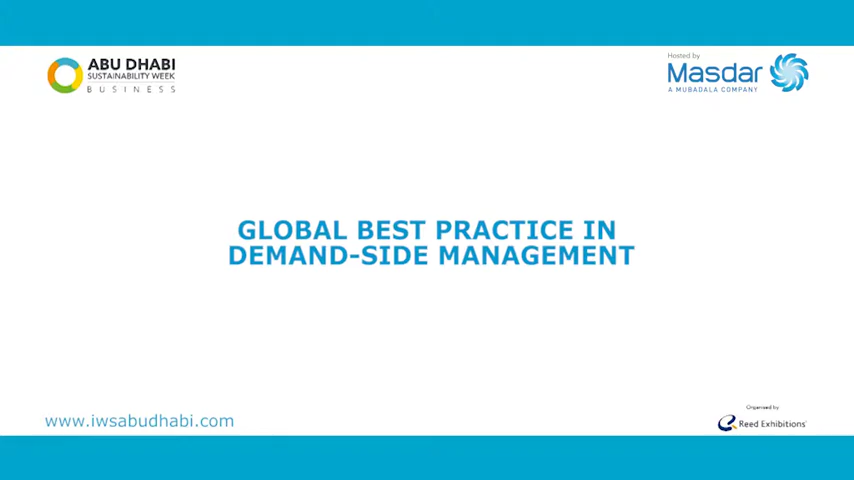 ABU DHABI
SUSTAINABILITY WEEK
BUSINESS
Hosted by
Masdar
A MUBADALA COMPANY
GLOBAL BEST PRACTICE IN
DEMAND-SIDE MANAGEMENT
www.iwsabudhabi.com
Organised by
Reed Exhibitions